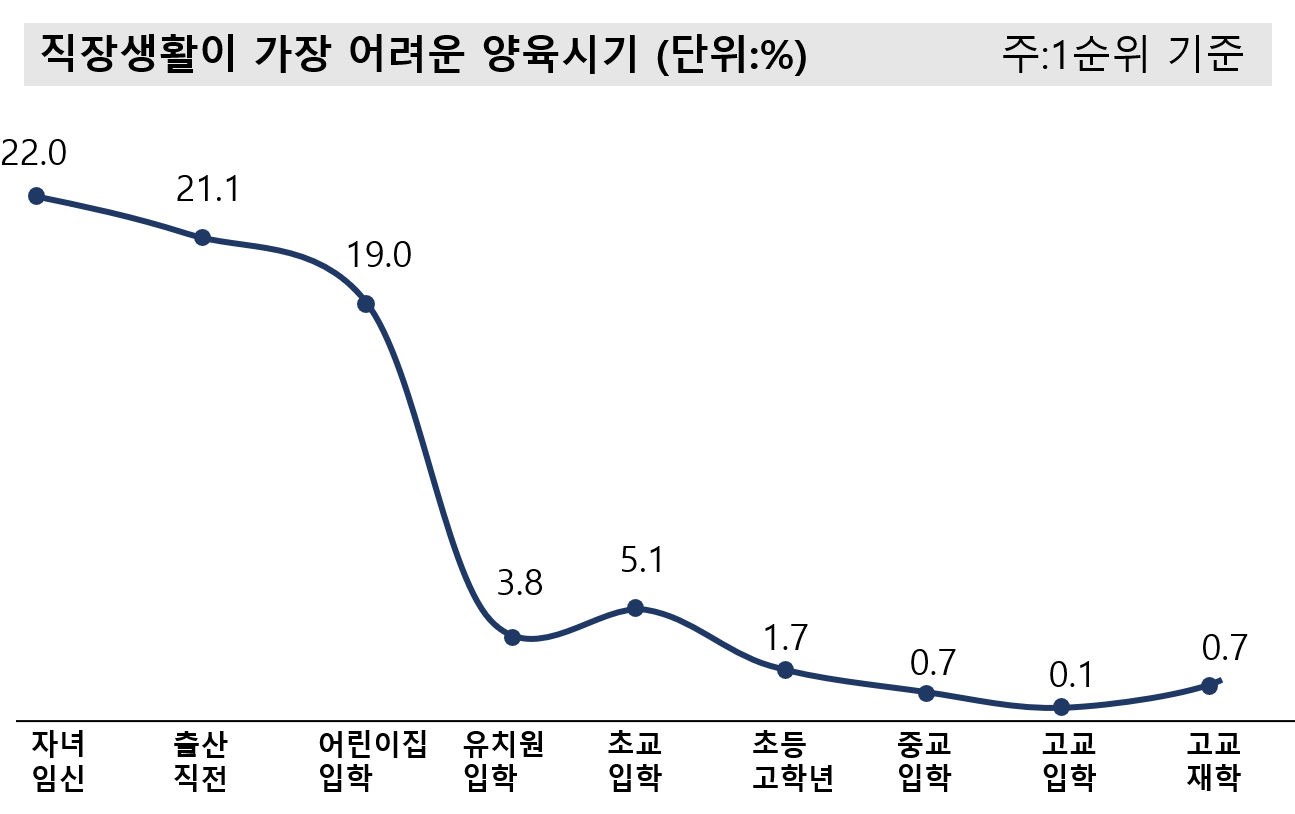 직장생활이 가장 어려운 양육시기 (단위:%) 주:1순위 기준
22.0
21.1
19.0
3.8
5.1
1.7
0.7
0.1
0.7
자녀 임신
출산 직전
어린이집 입학
유치원 입학
초교 입학
초등 고학년
중교 입학
고교 입학
고교 재학